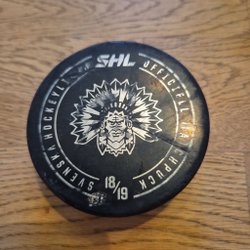 SHL
SVENSKA HOCKEYLIGAN
OFFICIELL MATCHPUCK
18/19